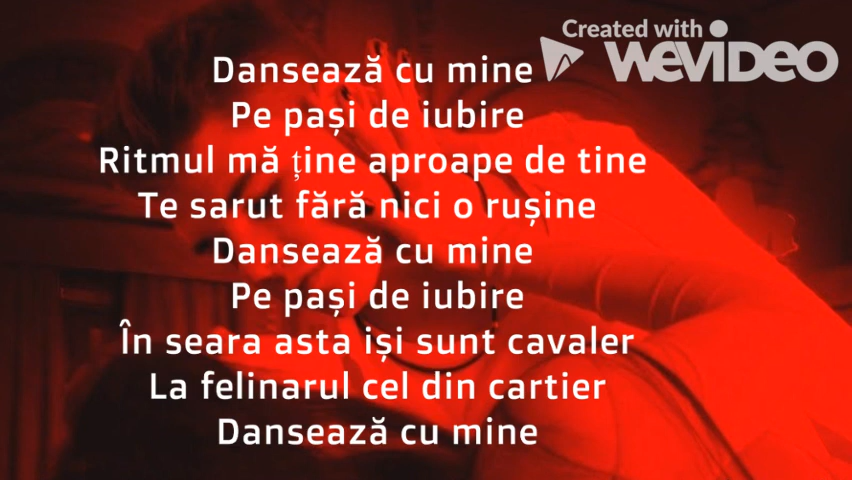 Created with
WEVIDEO
Dansează cu mine
Pe pași de iubire
Ritmul mă ține aproape de tine
Te sarut fără nici o rușine
Dansează cu mine
Pe pași de iubire
În seara asta iși sunt cavaler
La felinarul cel din cartier
Dansează cu mine